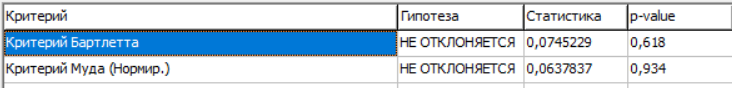 Критерий Гипотеза Статистика p-value
Критерий Бартлетта НЕ ОТКЛОНЯЕТСЯ 0,0745229 0,618
Критерий Муда (Нормир.) НЕ ОТКЛОНЯЕТСЯ 0,0637837 0,934